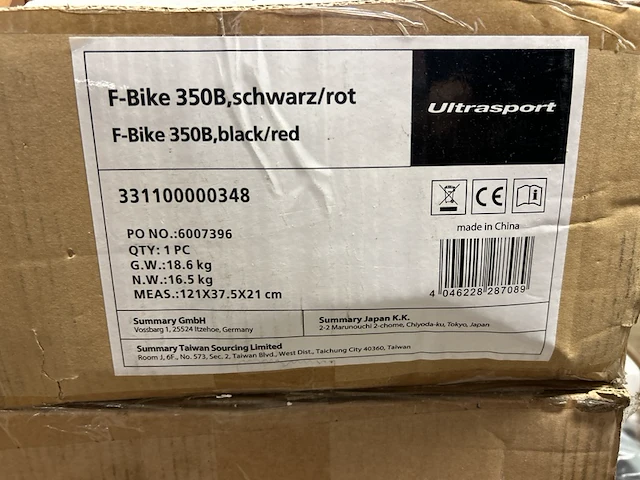 F-Bike 350B,schwarz/rot
F-Bike 350B,black/red
Ultrasport
331100000348
PO NO.:6007396
QTY: 1 PC
G.W.:18.6 kg
N.W.:16.5 kg
MEAS.:121X37.5X21 cm
CE
made in China
4 046228 287089
Summary GmbH
Vossbarg 1, 25524 Itzehoe, Germany
Summary Japan K.K.
2-2 Marunouchi 2-chome, Chiyoda-ku, Tokyo, Japan
Summary Taiwan Sourcing Limited
Room J, 6F., No. 573, Sec. 2, Taiwan Blvd., West Dist., Taichung City 40360, Taiwan